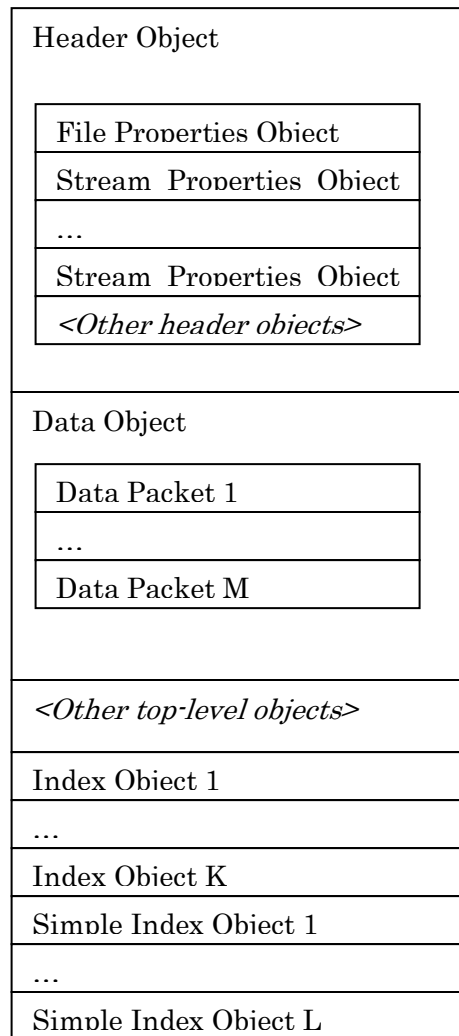 Header Object
File Properties Object
Stream Properties Object
...
Stream Properties Object
<Other header objects>
Data Object
Data Packet 1
...
Data Packet M
<Other top-level objects>
Index Object 1
...
Index Object K
Simple Index Object 1
...
Simple Index Object L